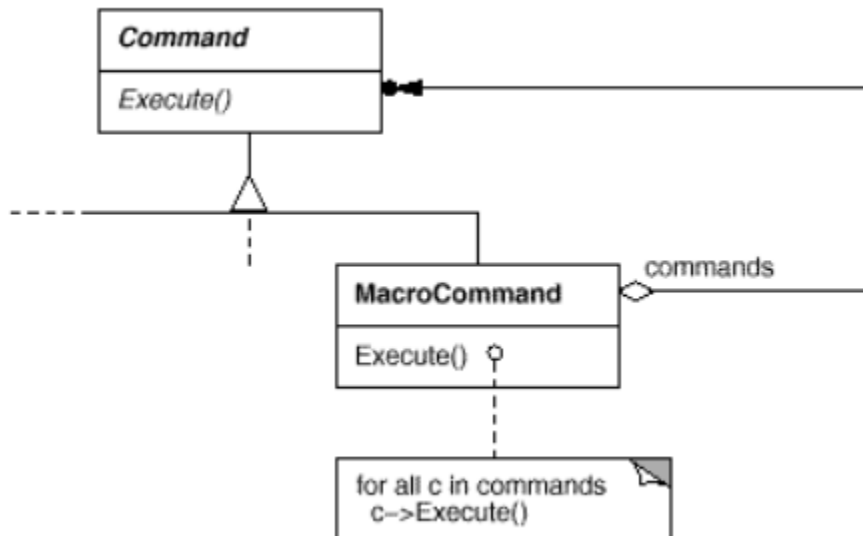 Command
Execute()
commands
MacroCommand
Execute()
for all c in commands
c->Execute()